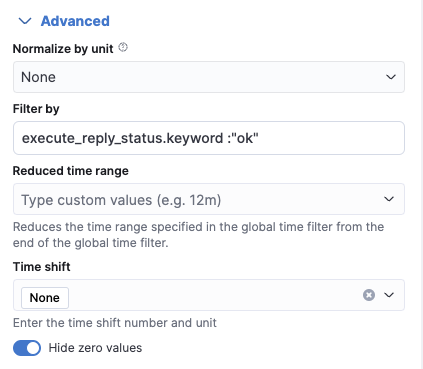 Advanced
Normalize by unit
None
Filter by
execute_reply_status.keyword :"ok"
Reduced time range
Type custom values (e.g. 12m)
Reduces the time range specified in the global time filter from the
end of the global time filter.
Time shift
None
Enter the time shift number and unit
Hide zero values